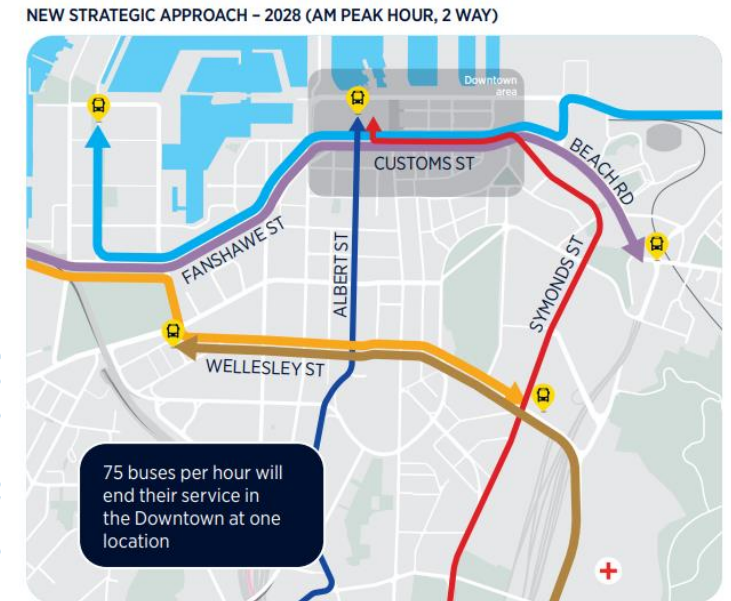 NEW STRATEGIC APPROACH – 2028 (AM PEAK HOUR, 2 WAY)
Downtown
area
CUSTOMS ST
BEACH RD
FANSHAWE ST
ALBERT ST
SYMONDS ST
WELLESLEY ST
75 buses per hour will
end their service in
the Downtown at one
location